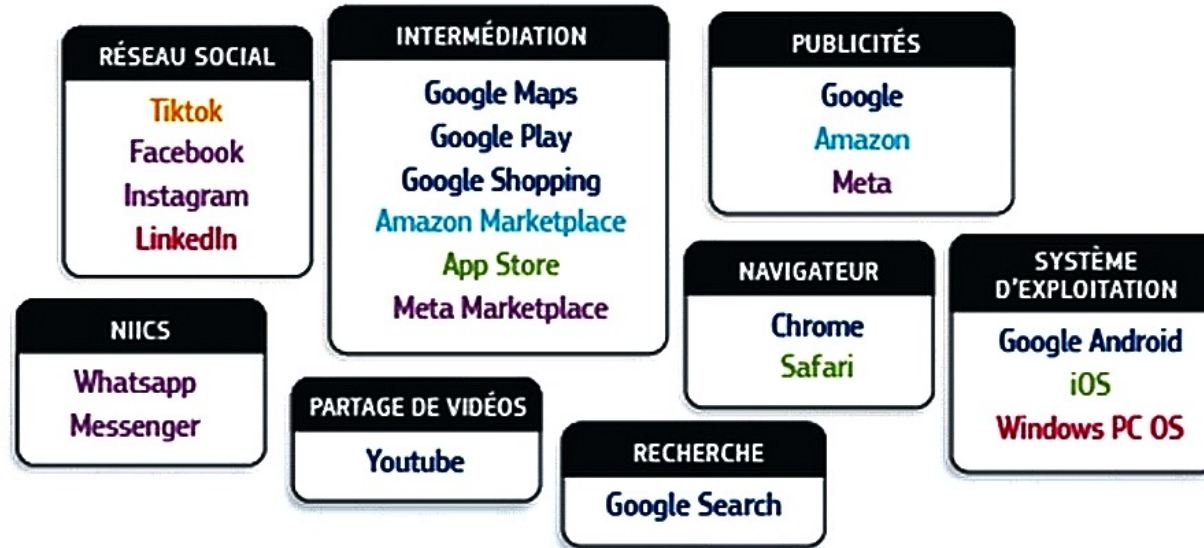 RÉSEAU SOCIAL
Tiktok
Facebook
Instagram
LinkedIn
INTERMÉDIATION
Google Maps
Google Play
Google Shopping
Amazon Marketplace
App Store
Meta Marketplace
PUBLICITÉS
Google
Amazon
Meta
NIICS
Whatsapp
Messenger
PARTAGE DE VIDÉOS
Youtube
RECHERCHE
Google Search
NAVIGATEUR
Chrome
Safari
SYSTÈME
D'EXPLOITATION
Google Android
iOS
Windows PC OS